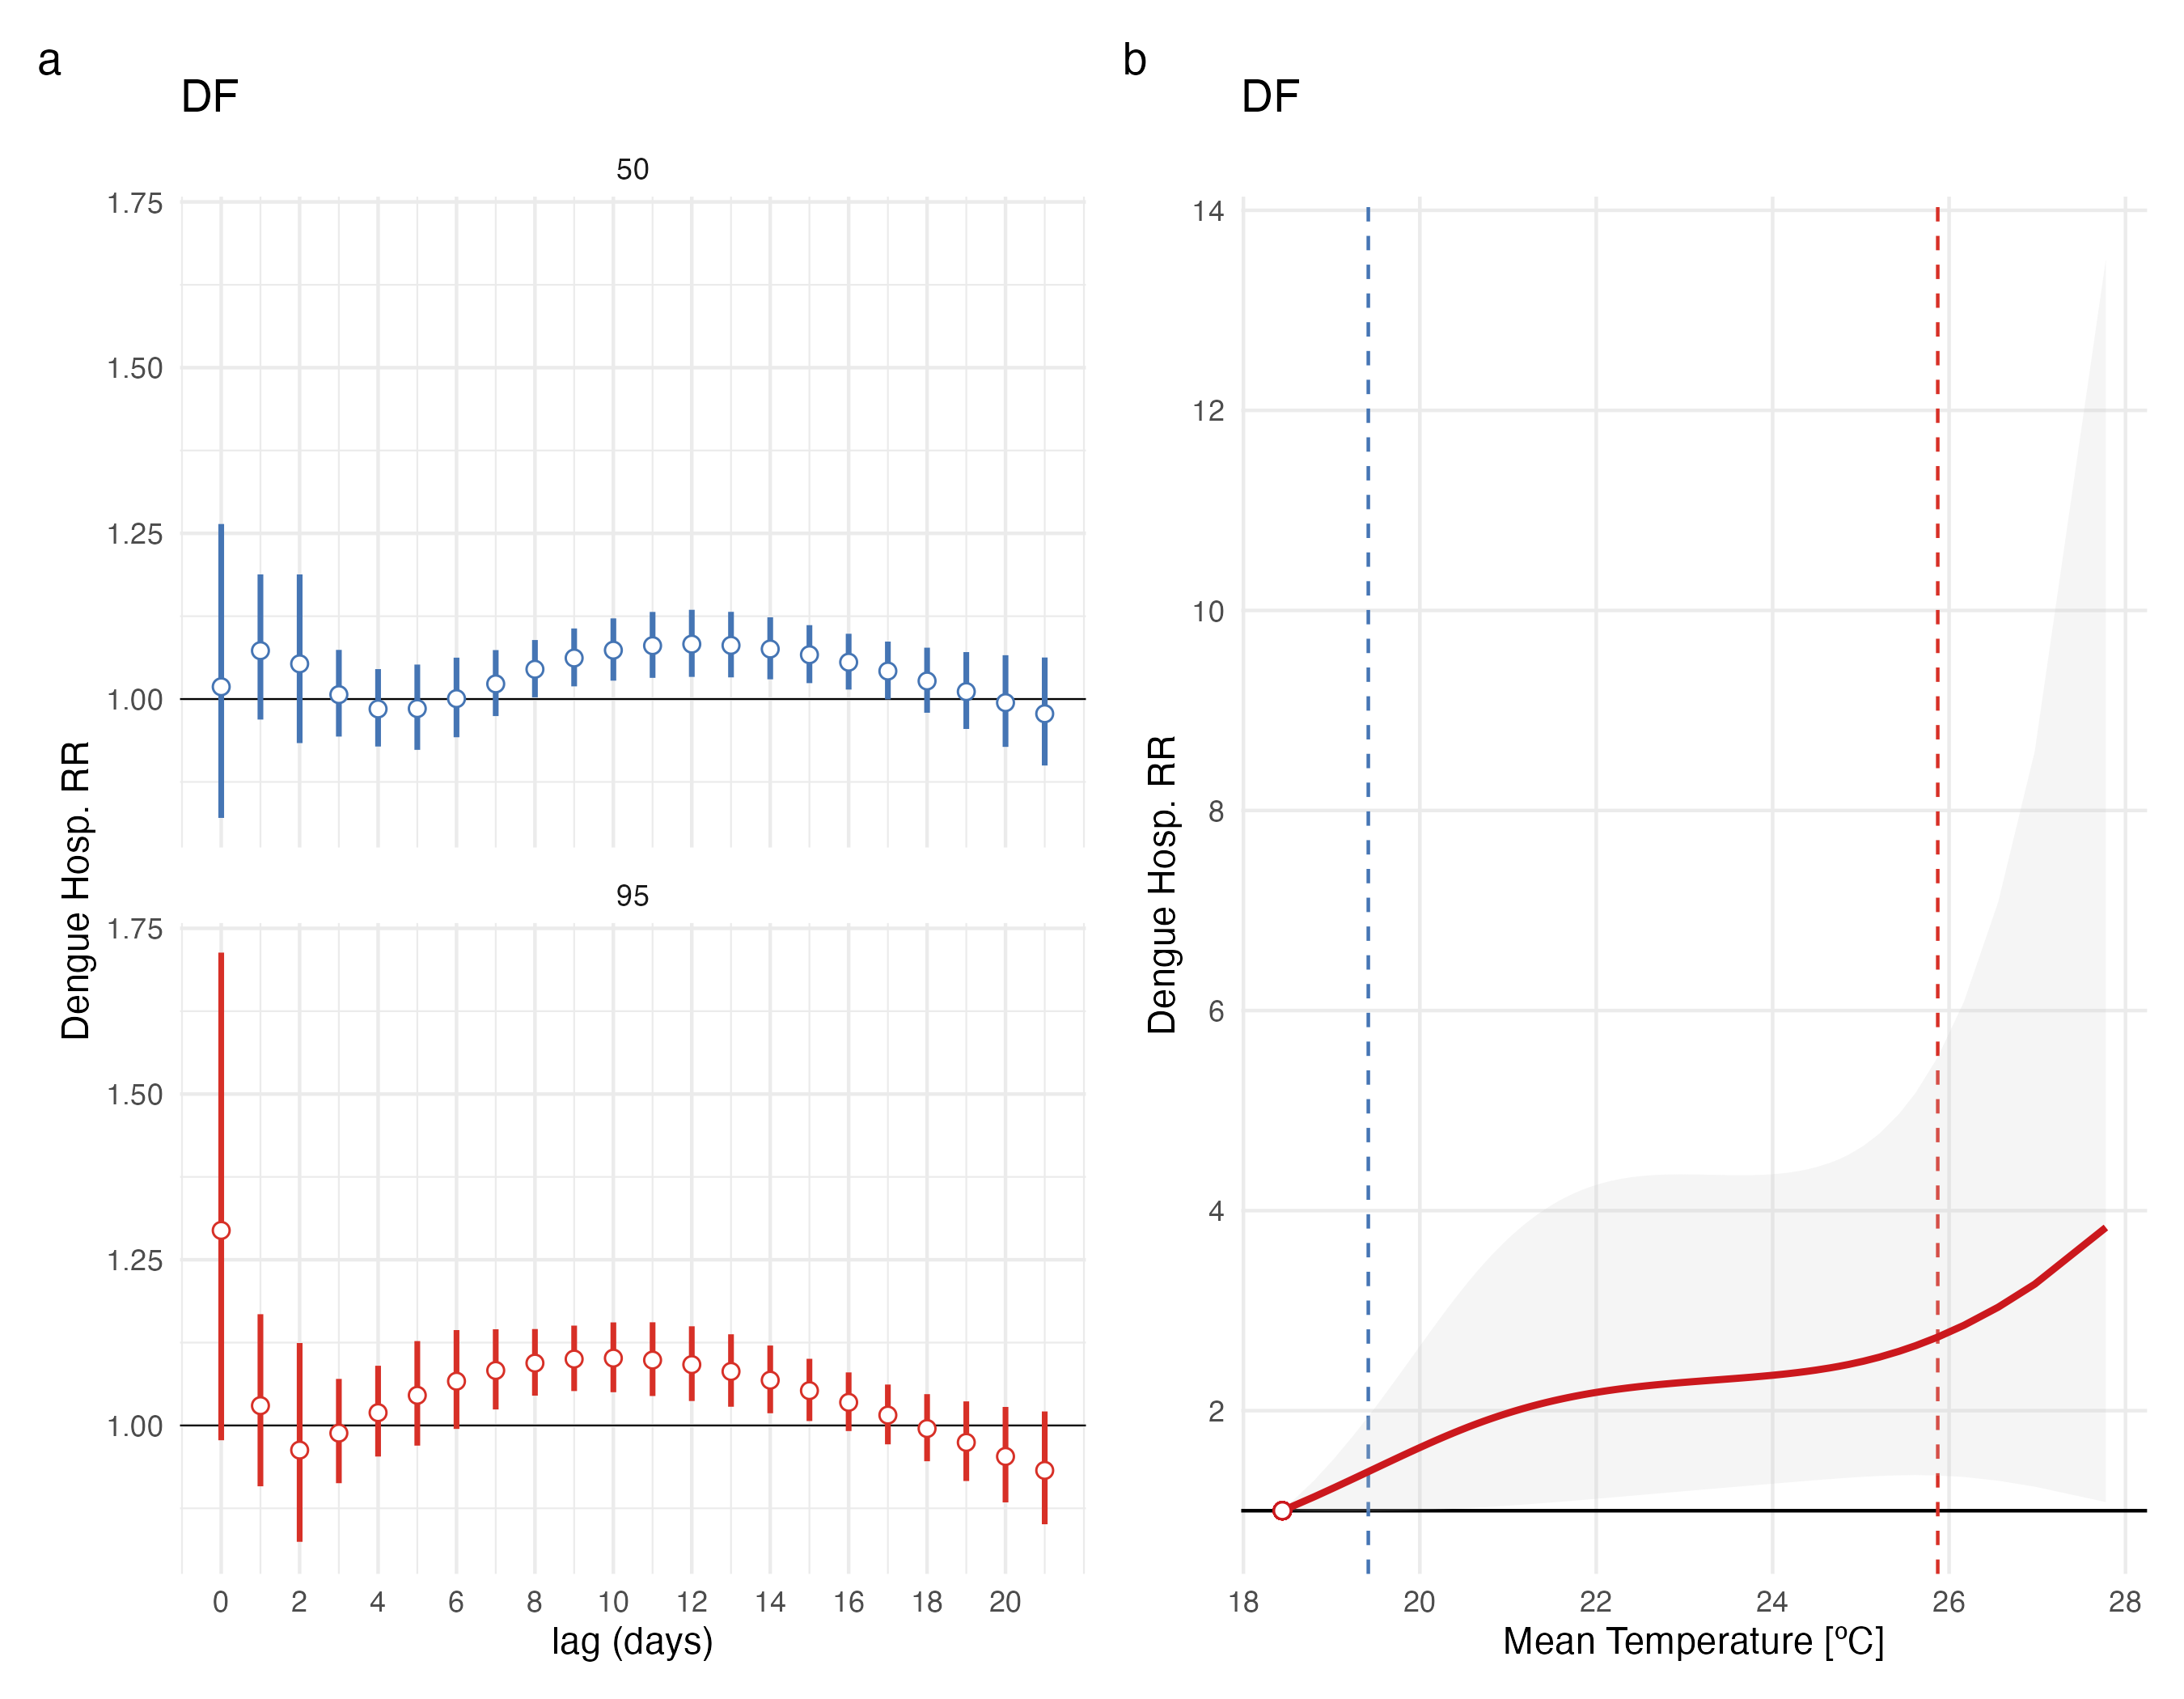 a
DF
50
1.75
1.50
1.25
1.00
95
1.75
1.50
1.25
1.00
0 2 4 6 8 10 12 14 16 18 20
lag (days)
Dengue Hosp. RR
b
DF
14
12
10
8
6
4
2
18 20 22 24 26 28
Mean Temperature [ºC]
Dengue Hosp. RR